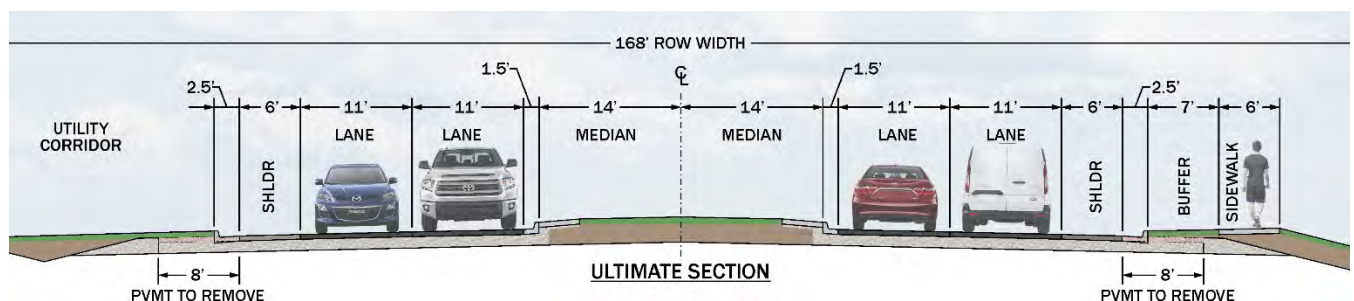 168' ROW WIDTH
2.5'
6'
11'
11'
1.5'
14'
℄
14'
1.5'
11'
11'
6'
2.5'
7'
6'
UTILITY
CORRIDOR
SHLDR
LANE
LANE
MEDIAN
MEDIAN
LANE
LANE
SHLDR
BUFFER
SIDEWALK
8'
PVMT TO REMOVE
ULTIMATE SECTION
8'
PVMT TO REMOVE